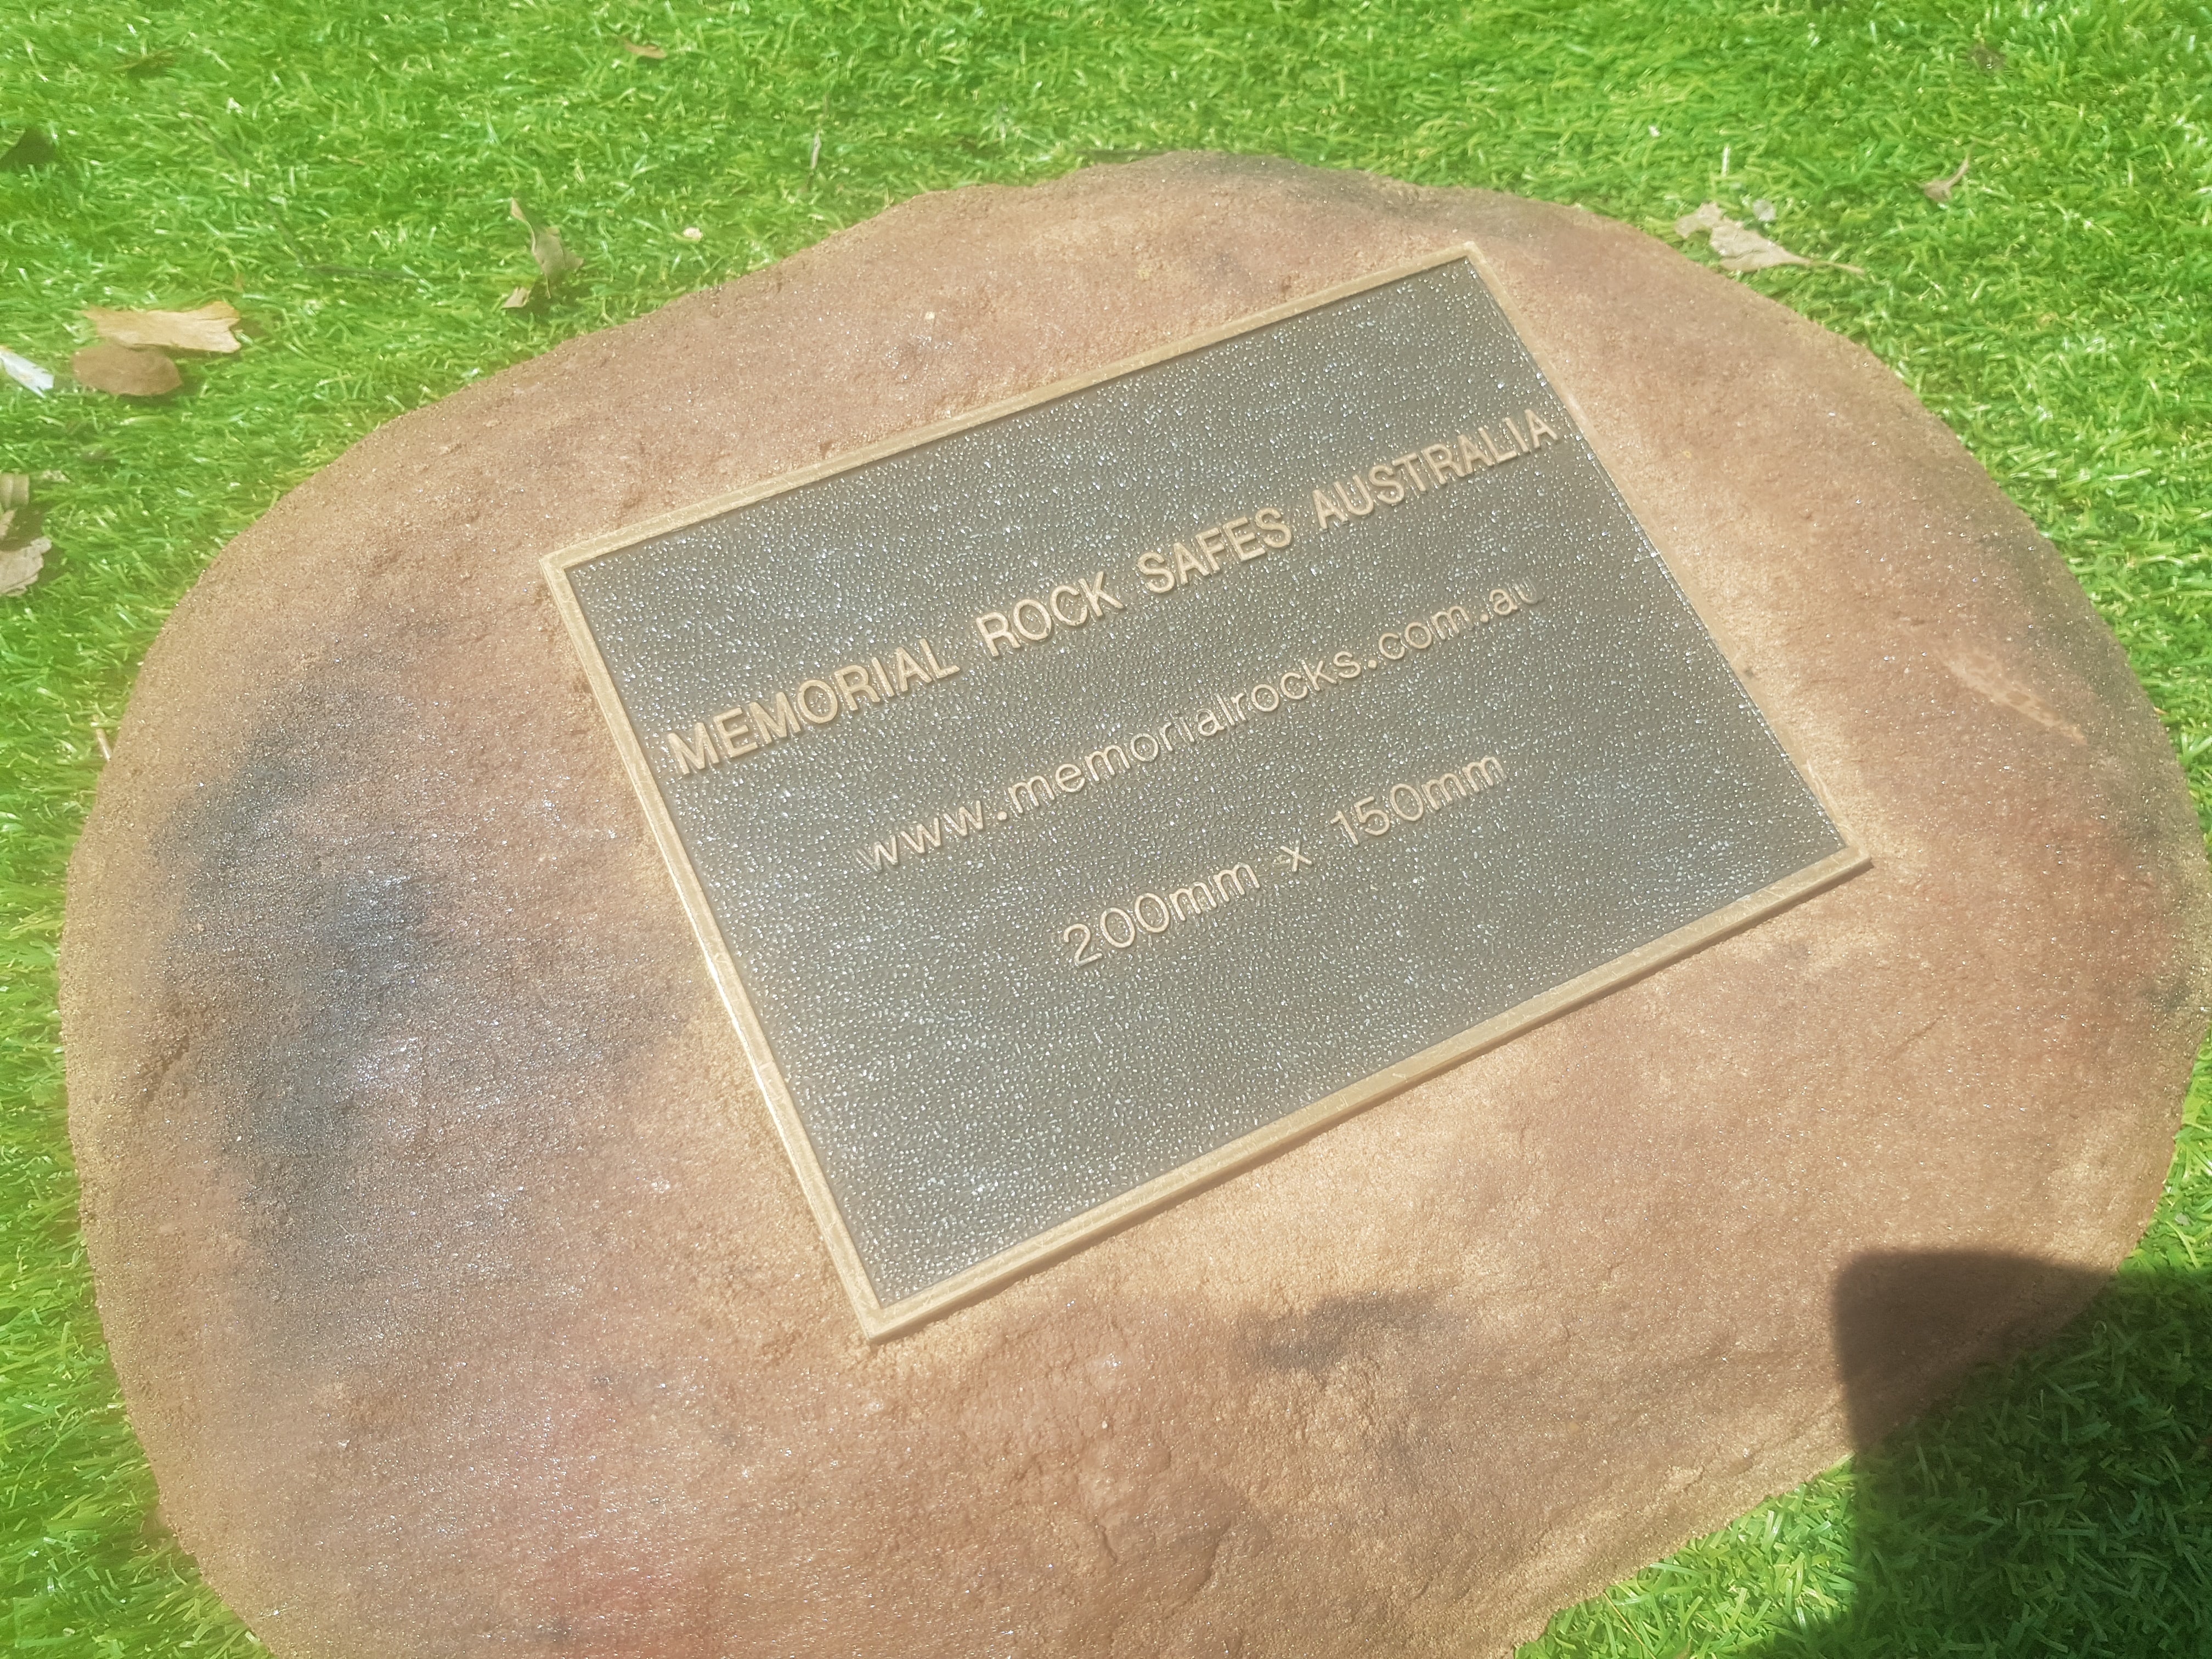 MEMORIAL ROCK SAFES AUSTRALIA
www.memorialrocks.com.au
200mm x 150mm